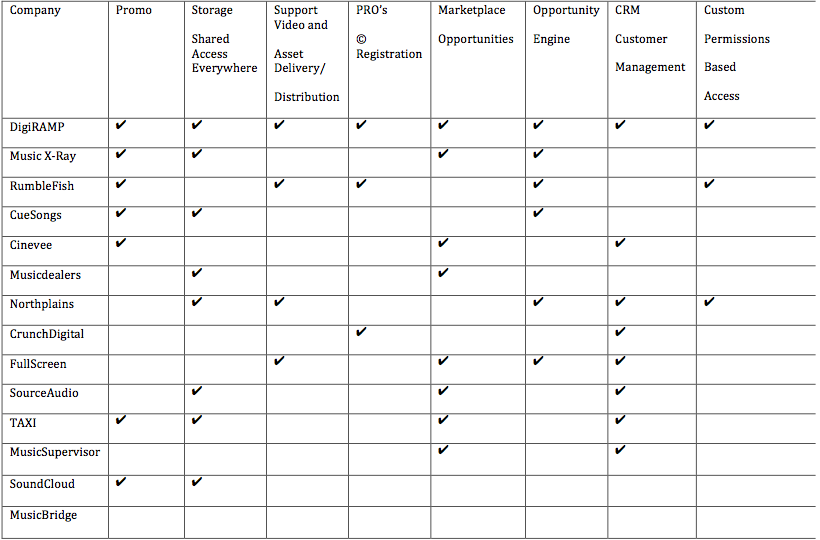 Company Promo Storage Support PRO's Marketplace Opportunity CRM Custom
Video and
Shared © Opportunities Engine Customer Permissions
Access Asset Registration
Everywhere Delivery/ Management Based
Distribution Access
DigiRAMP ✔ ✔ ✔ ✔ ✔ ✔ ✔ ✔
Music X-Ray ✔ ✔ ✔ ✔
RumbleFish ✔ ✔ ✔ ✔ ✔
CueSongs ✔ ✔ ✔
Cinevee ✔ ✔ ✔
Musicdealers ✔ ✔
Northplains ✔ ✔ ✔ ✔ ✔
CrunchDigital ✔ ✔
FullScreen ✔ ✔ ✔ ✔
SourceAudio ✔ ✔ ✔
TAXI ✔ ✔ ✔ ✔
MusicSupervisor ✔ ✔
SoundCloud ✔ ✔
MusicBridge